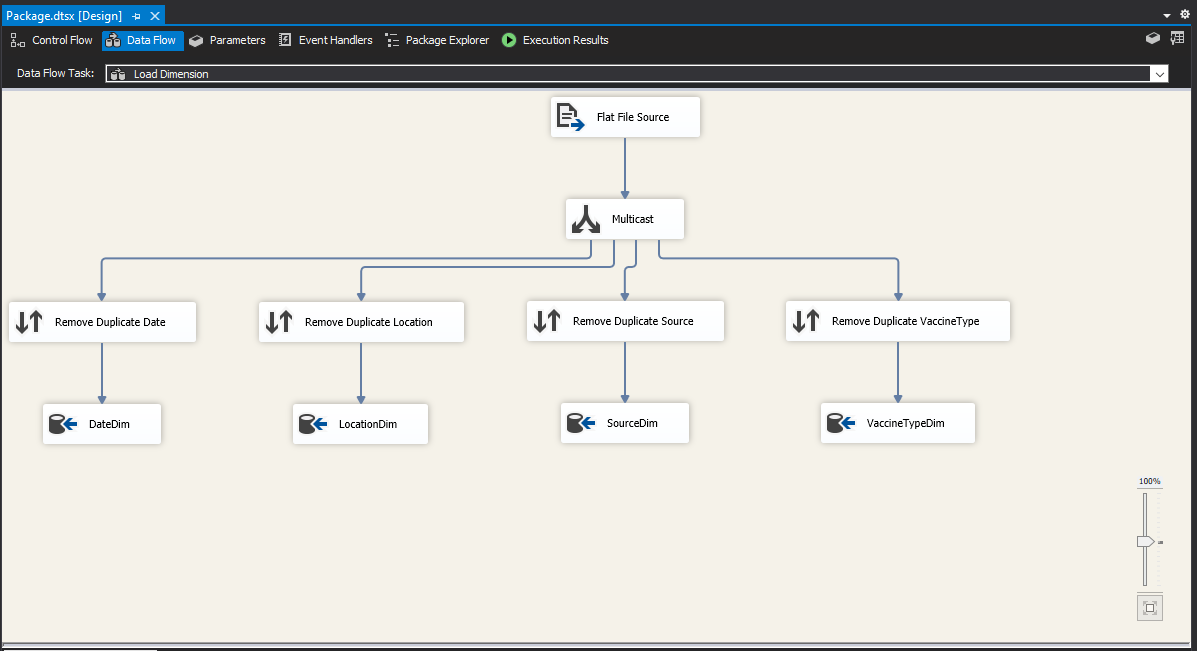 Package.dtsx [Design]
Control Flow Data Flow Parameters Event Handlers Package Explorer Execution Results
Data Flow Task: Load Dimension
Flat File Source
Multicast
Remove Duplicate Date Remove Duplicate Location Remove Duplicate Source Remove Duplicate VaccineType
DateDim LocationDim SourceDim VaccineTypeDim
100%